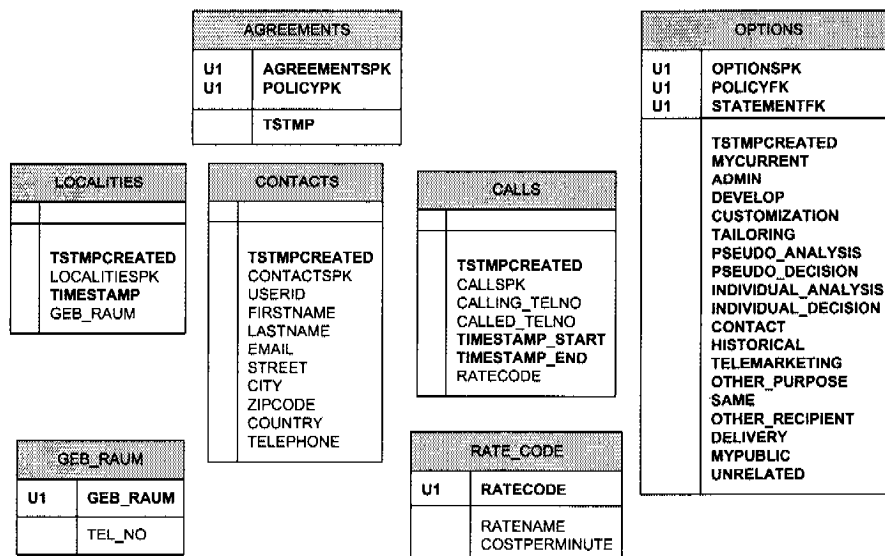 AGREEMENTS
U1 AGREEMENTSPK
U1 POLICYPK
TSTMP
OPTIONS
U1 OPTIONSPK
U1 POLICYFK
U1 STATEMENTFK
TSTMPCREATED
MYCURRENT
ADMIN
DEVELOP
CUSTOMIZATION
TAILORING
PSEUDO_ANALYSIS
PSEUDO_DECISION
INDIVIDUAL_ANALYSIS
INDIVIDUAL_DECISION
CONTACT
HISTORICAL
TELEMARKETING
OTHER_PURPOSE
SAME
OTHER_RECIPIENT
DELIVERY
MYPUBLIC
UNRELATED
LOCALITIES
TSTMPCREATED
LOCALITIESPK
TIMESTAMP
GEB_RAUM
CONTACTS
TSTMPCREATED
CONTACTSPK
USERID
FIRSTNAME
LASTNAME
EMAIL
STREET
CITY
ZIPCODE
COUNTRY
TELEPHONE
CALLS
TSTMPCREATED
CALLSPK
CALLING_TELNO
CALLED_TELNO
TIMESTAMP_START
TIMESTAMP_END
RATECODE
GEB_RAUM
U1 GEB_RAUM
TEL_NO
RATE_CODE
U1 RATECODE
RATENAME
COSTPERMINUTE